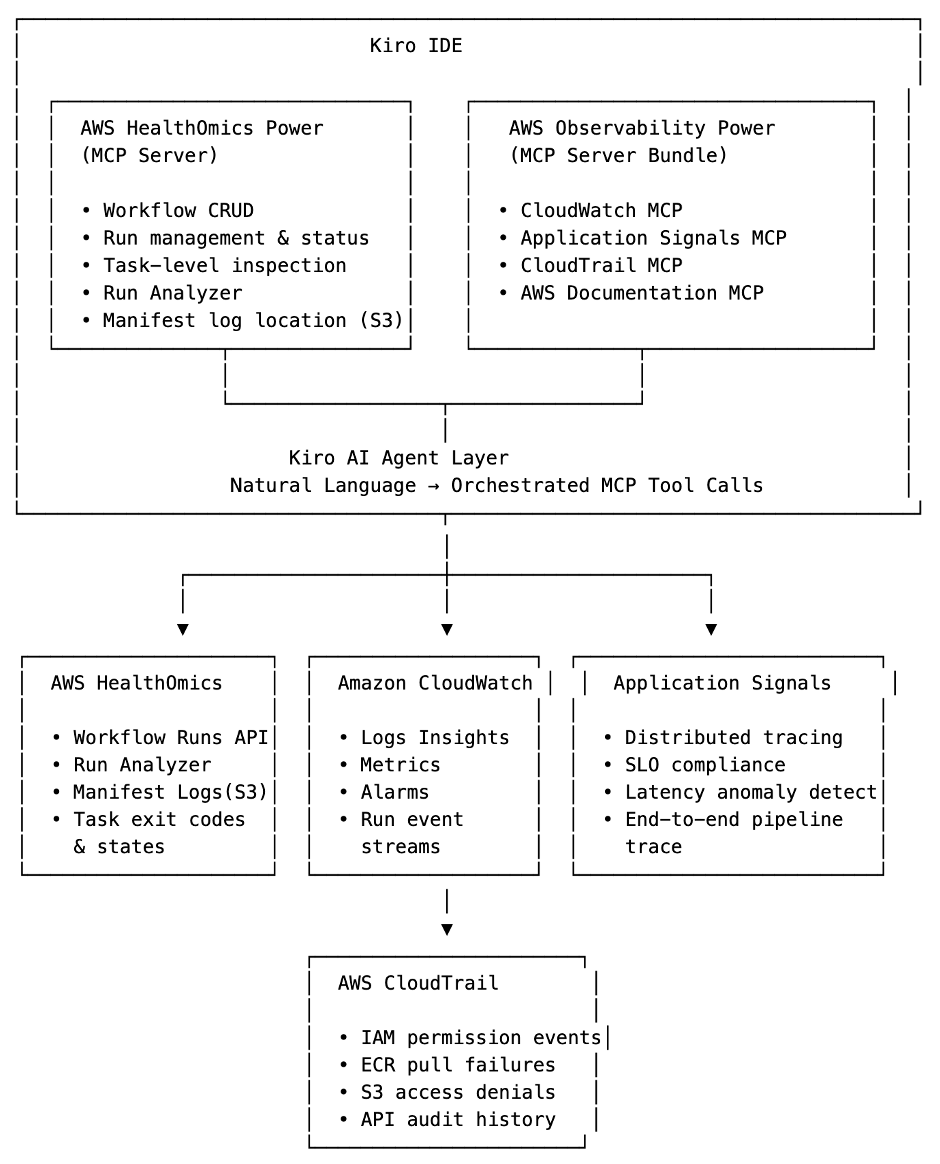 Kiro IDE
AWS HealthOmics Power
(MCP Server)
• Workflow CRUD
• Run management & status
• Task-level inspection
• Run Analyzer
• Manifest log location (S3)
AWS Observability Power
(MCP Server Bundle)
• CloudWatch MCP
• Application Signals MCP
• CloudTrail MCP
• AWS Documentation MCP
Kiro AI Agent Layer
Natural Language → Orchestrated MCP Tool Calls
AWS HealthOmics
• Workflow Runs API
• Run Analyzer
• Manifest Logs(S3)
• Task exit codes
& states
Amazon CloudWatch
• Logs Insights
• Metrics
• Alarms
• Run event
streams
Application Signals
• Distributed tracing
• SLO compliance
• Latency anomaly detect
• End-to-end pipeline
trace
AWS CloudTrail
• IAM permission events
• ECR pull failures
• S3 access denials
• API audit history